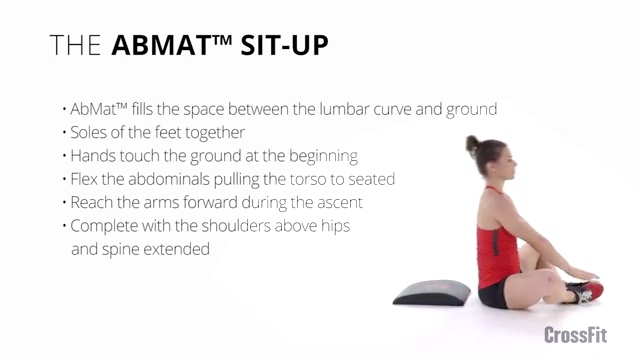 THE ABMAT™ SIT-UP
• AbMat™ fills the space between the lumbar curve and ground
• Soles of the feet together
• Hands touch the ground at the beginning
• Flex the abdominals pulling the torso to seated
• Reach the arms forward during the ascent
• Complete with the shoulders above hips
and spine extended
CrossFit